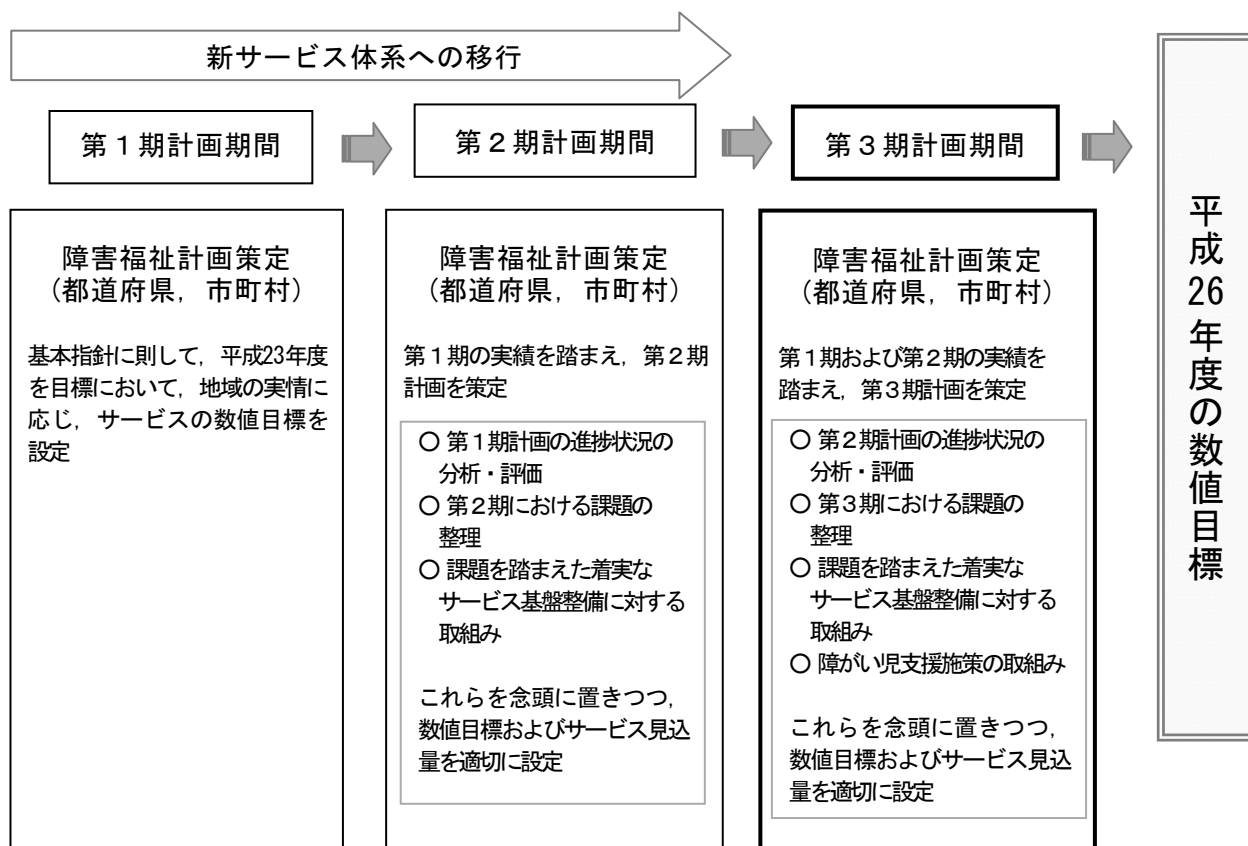 新サービス体系への移行
第１期計画期間
第２期計画期間
第３期計画期間
障害福祉計画策定
（都道府県，市町村）
基本指針に則して，平成23年度
を目標において，地域の実情に
応じ，サービスの数値目標を
設定
障害福祉計画策定
（都道府県，市町村）
第１期の実績を踏まえ，第２期
計画を策定
○ 第１期計画の進捗状況の
分析・評価
○ 第２期における課題の
整理
○ 課題を踏まえた着実な
サービス基盤整備に対する
取組み
これらを念頭に置きつつ，
数値目標およびサービス見込
量を適切に設定
障害福祉計画策定
（都道府県，市町村）
第１期および第２期の実績を
踏まえ，第３期計画を策定
○ 第２期計画の進捗状況の
分析・評価
○ 第３期における課題の
整理
○ 課題を踏まえた着実な
サービス基盤整備に対する
取組み
○ 障がい児支援施策の取組み
これらを念頭に置きつつ，
数値目標およびサービス見込
量を適切に設定
平成26年度の数値目標